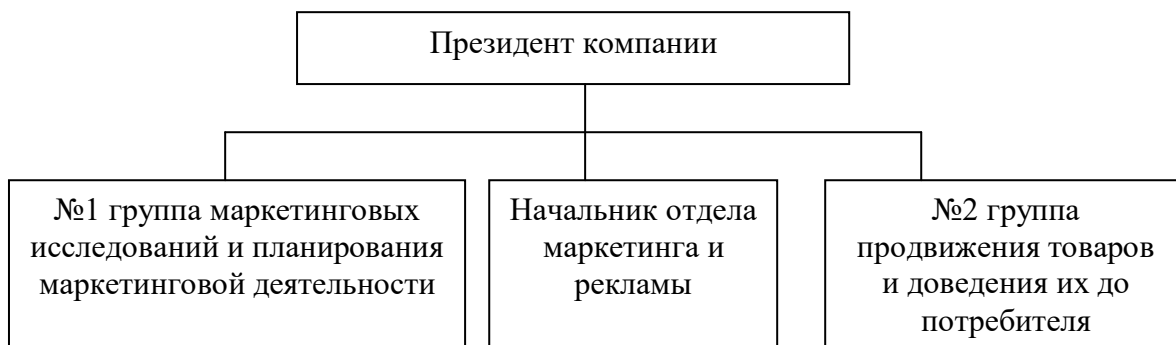 Президент компании
№1 группа маркетинговых
исследований и планирования
маркетинговой деятельности
Начальник отдела
маркетинга и
рекламы
№2 группа
продвижения товаров
и доведения их до
потребителя